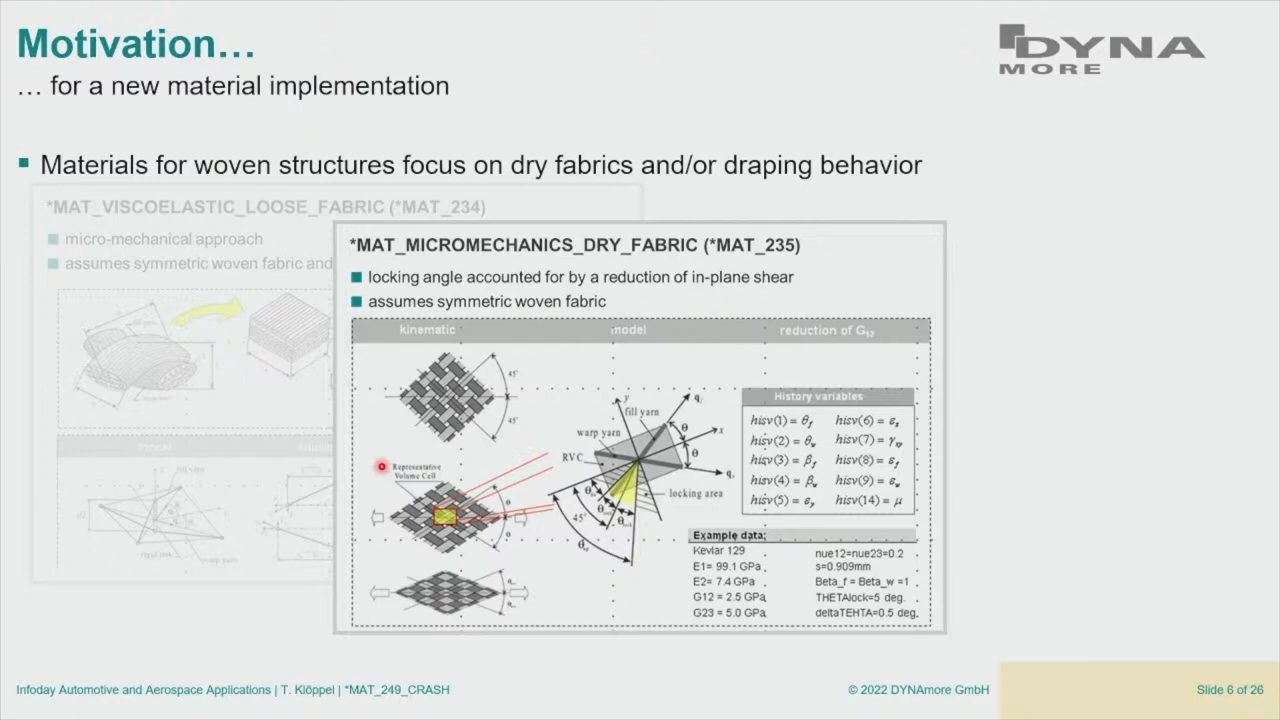 Motivation…
… for a new material implementation
DYNA
MORE
Materials for woven structures focus on dry fabrics and/or draping behavior
*MAT_VISCOELASTIC_LOOSE_FABRIC (*MAT_234)
micro-mechanical approach
assumes symmetric woven fabric and
*MAT_MICROMECHANICS_DRY_FABRIC (*MAT_235)
locking angle accounted for by a reduction of in-plane shear
assumes symmetric woven fabric
kinematic model reduction of G₁₂
45˚
45˚
Representative
Volume Cell
θ
θ
y
fill yarn
warp yarn
RVC
x
θ
θ
locking area
45˚
History variables
hisv(1) = θf hisv(6) = εx
hisv(2) = θw hisv(7) = γxy
hisv(3) = βf hisv(8) = εf
hisv(4) = βw hisv(9) = εw
hisv(5) = εy hisv(14) = μ
Example data:
Kevlar 129
E1= 99.1 GPa
E2= 7.4 GPa
G12 = 2.5 GPa
G23 = 5.0 GPa
nue12=nue23=0.2
s=0.909mm
Beta_f = Beta_w =1
THETAlock=5 deg.
deltaTEHTA=0.5 deg.
fill yarn
warp yarn
Infoday Automotive and Aerospace Applications | T. Klöppel | *MAT_249_CRASH
© 2022 DYNAmore GmbH
Slide 6 of 26